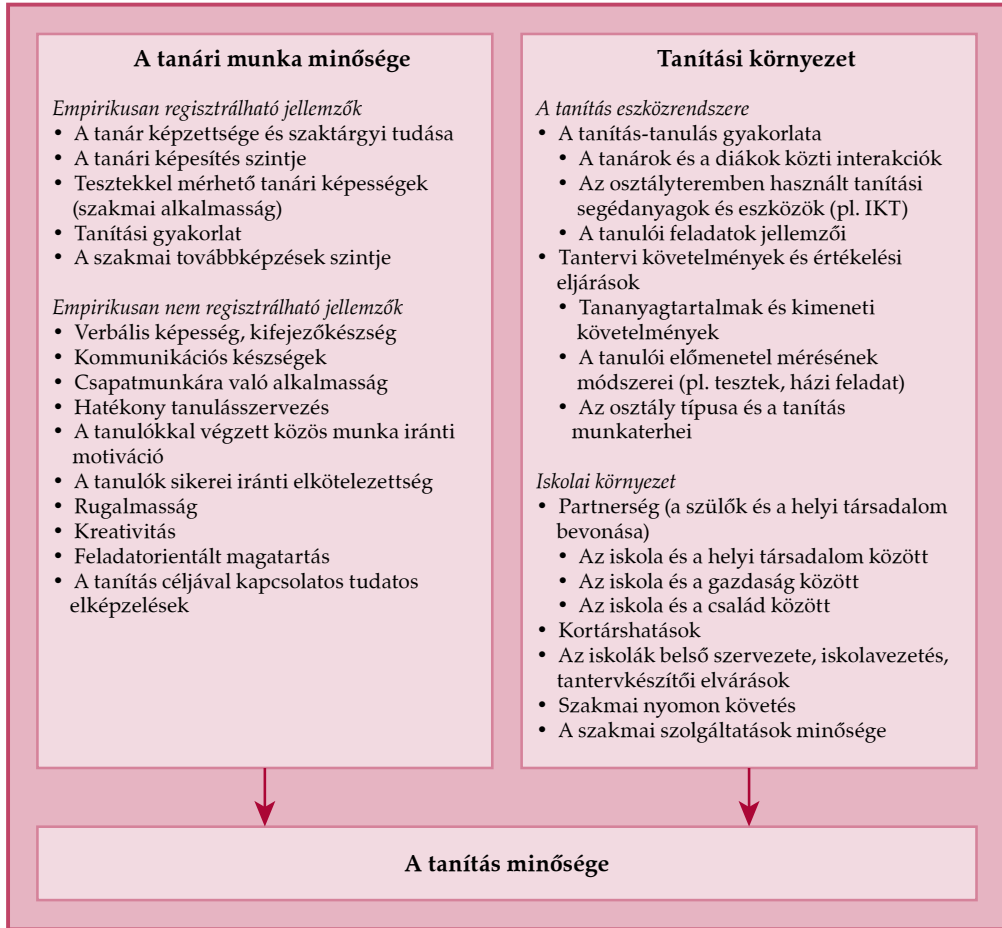 A tanári munka minősége
Empirikusan regisztrálható jellemzők
• A tanár képzettsége és szaktárgyi tudása
• A tanári képesítés szintje
• Tesztekkel mérhető tanári képességek
(szakmai alkalmasság)
• Tanítási gyakorlat
• A szakmai továbbképzések szintje
Empirikusan nem regisztrálható jellemzők
• Verbális képesség, kifejezőkészség
• Kommunikációs készségek
• Csapatmunkára való alkalmasság
• Hatékony tanulásszervezés
• A tanulókkal végzett közös munka iránti
motiváció
• A tanulók sikerei iránti elkötelezettség
• Rugalmasság
• Kreativitás
• Feladatorientált magatartás
• A tanítás céljával kapcsolatos tudatos
elképzelések
Tanítási környezet
A tanítás eszközrendszere
• A tanítás-tanulás gyakorlata
• A tanárok és a diákok közti interakciók
• Az osztályteremben használt tanítási
segédanyagok és eszközök (pl. IKT)
• A tanulói feladatok jellemzői
• Tantervi követelmények és értékelési
eljárások
• Tananyagtartalmak és kimeneti
követelmények
• A tanulói előmenetel mérésének
módszerei (pl. tesztek, házi feladat)
• Az osztály típusa és a tanítás
munkaterhei
Iskolai környezet
• Partnerség (a szülők és a helyi társadalom
bevonása)
• Az iskola és a helyi társadalom között
• Az iskola és a gazdaság között
• Az iskola és a család között
• Kortárshatások
• Az iskolák belső szervezete, iskolavezetés,
tantervkészítői elvárások
• Szakmai nyomon követés
• A szakmai szolgáltatások minősége
A tanítás minősége